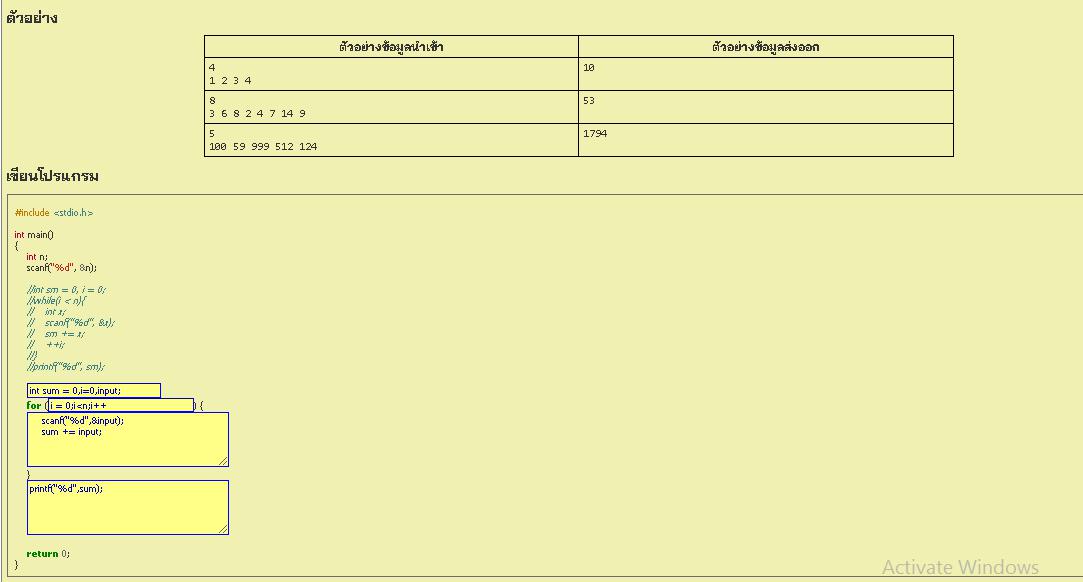 ตัวอย่าง
ตัวอย่างข้อมูลนำเข้า ตัวอย่างข้อมูลส่งออก
4 10
1 2 3 4
8 53
3 6 8 2 4 7 14 9
5 1794
100 59 999 512 124
เขียนโปรแกรม
#include <stdio.h>
int main()
{
int n;
scanf("%d", &n);
//int sm = 0, i = 0;
//while(i < n){
// int x;
// scanf("%d", &x);
// sm += x;
// ++i;
//}
//printf("%d", sm);
int sum = 0,i=0,input;
for (i = 0;i<n;i++) {
scanf("%d",&input);
sum += input;
}
printf("%d",sum);
return 0;
}
Activate Windows